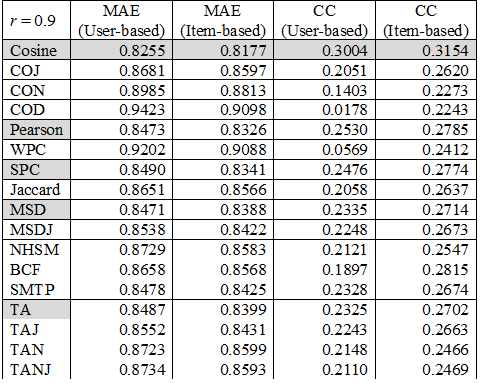 r = 0.9 MAE (User-based) MAE (Item-based) CC (User-based) CC (Item-based)
Cosine 0.8255 0.8177 0.3004 0.3154
COJ 0.8681 0.8597 0.2051 0.2620
CON 0.8985 0.8813 0.1403 0.2273
COD 0.9423 0.9098 0.0178 0.2243
Pearson 0.8473 0.8326 0.2530 0.2785
WPC 0.9202 0.9088 0.0569 0.2412
SPC 0.8490 0.8341 0.2476 0.2774
Jaccard 0.8651 0.8566 0.2058 0.2637
MSD 0.8471 0.8388 0.2335 0.2714
MSDJ 0.8538 0.8422 0.2248 0.2673
NHSM 0.8729 0.8583 0.2121 0.2547
BCF 0.8658 0.8568 0.1897 0.2815
SMTP 0.8478 0.8425 0.2328 0.2674
TA 0.8487 0.8399 0.2325 0.2702
TAJ 0.8552 0.8431 0.2243 0.2663
TAN 0.8723 0.8599 0.2148 0.2466
TANJ 0.8734 0.8593 0.2110 0.2469